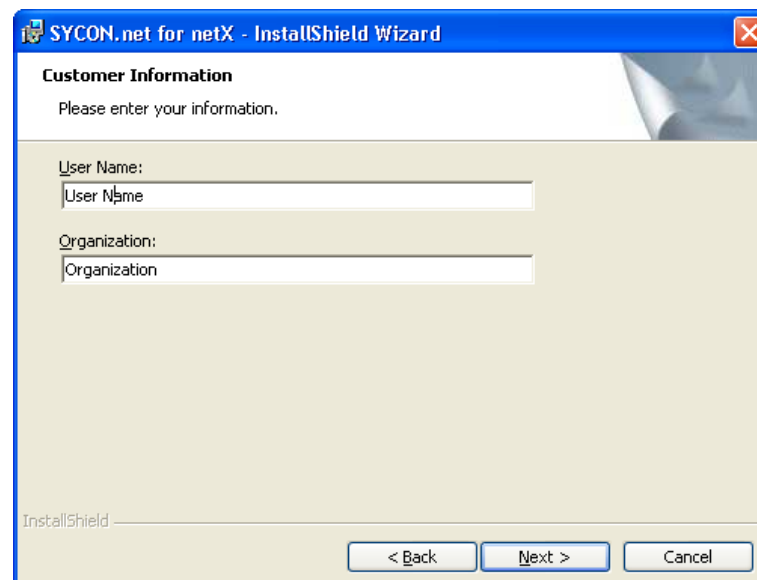 SYCON.net for netX - InstallShield Wizard
Customer Information
Please enter your information.
User Name:
User Name
Organization:
Organization
InstallShield
< Back
Next >
Cancel